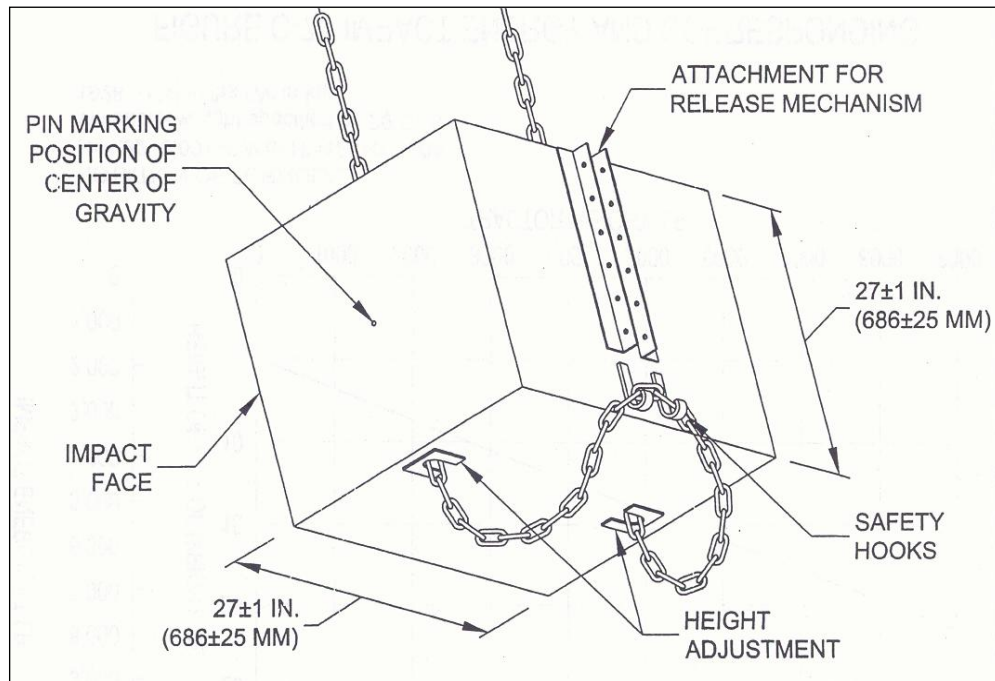 ATTACHMENT FOR
RELEASE MECHANISM
PIN MARKING
POSITION OF
CENTER OF
GRAVITY
27±1 IN.
(686±25 MM)
IMPACT
FACE
SAFETY
HOOKS
27±1 IN.
(686±25 MM)
HEIGHT
ADJUSTMENT